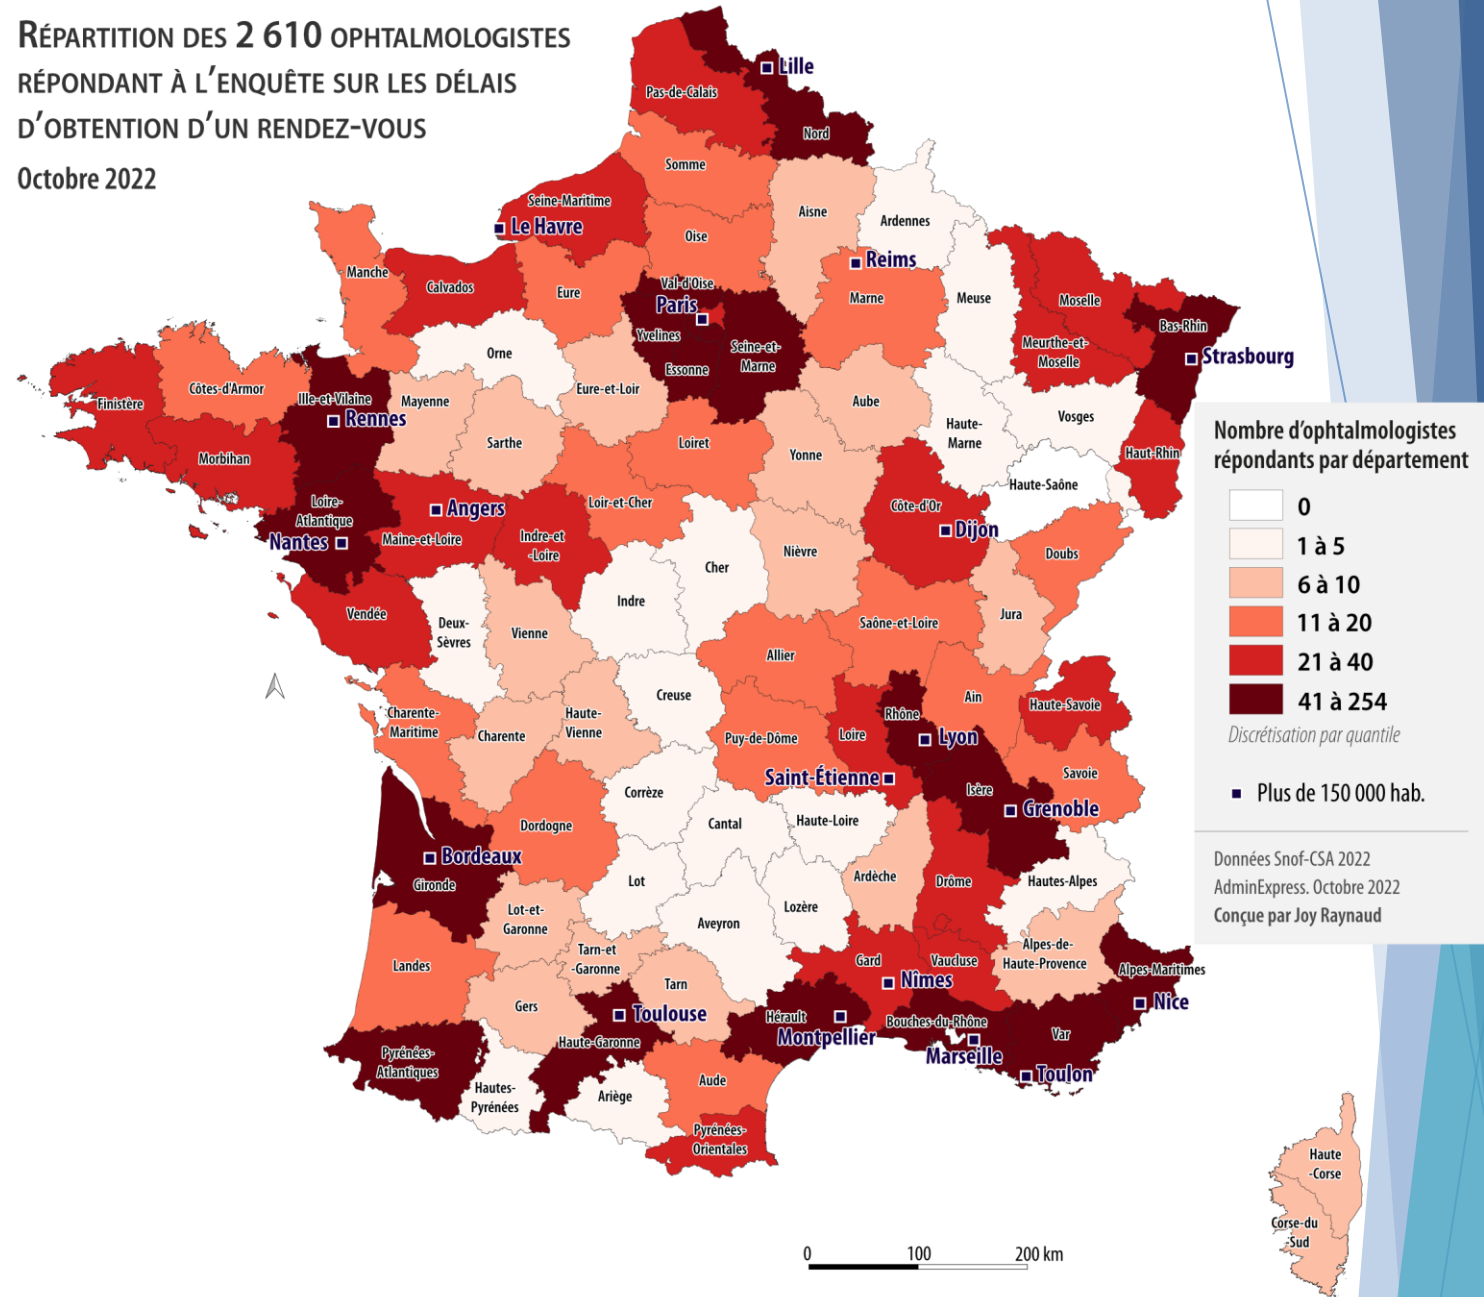 RÉPARTITION DES 2 610 OPHTALMOLOGISTES
RÉPONDANT À L'ENQUÊTE SUR LES DÉLAIS
D'OBTENTION D'UN RENDEZ-VOUS
Octobre 2022
Lille
Pas-de-Calais
Nord
Somme
Seine-Maritime
Le Havre
Aisne
Ardennes
Oise
Reims
Manche
Calvados
Eure
Val-d'Oise
Paris
Marne
Meuse
Moselle
Yvelines
Seine-et-
Marne
Essonne
Bas-Rhin
Meurthe-et-
Moselle
Strasbourg
Orne
Côtes-d'Armor
Finistère
Ille-et-Vilaine
Rennes
Mayenne
Eure-et-Loir
Aube
Haute-
Marne
Vosges
Morbihan
Sarthe
Loiret
Yonne
Haut-Rhin
Haute-Saône
Loire-
Atlantique
Nantes
Angers
Maine-et-Loire
Indre-et
-Loire
Loir-et-Cher
Côte-d'Or
Dijon
Doubs
Nièvre
Cher
Indre
Vendée
Deux-
Sèvres
Vienne
Saône-et-Loire
Jura
Allier
Creuse
Charente-
Maritime
Charente
Haute-
Vienne
Puy-de-Dôme
Loire
Rhône
Lyon
Ain
Haute-Savoie
Saint-Étienne
Savoie
Isère
Grenoble
Corrèze
Cantal
Haute-Loire
Dordogne
Bordeaux
Gironde
Lot
Lozère
Ardèche
Drôme
Hautes-Alpes
Lot-et-
Garonne
Aveyron
Tarn-et
-Garonne
Landes
Tarn
Gard
Nîmes
Vaucluse
Alpes-de-
Haute-Provence
Alpes-Maritimes
Nice
Gers
Toulouse
Haute-Garonne
Hérault
Montpellier
Bouches-du-Rhône
Marseille
Var
Toulon
Pyrénées-
Atlantiques
Hautes-
Pyrénées
Ariège
Aude
Pyrénées-
Orientales
Haute
-Corse
Corse-du
-Sud
Nombre d'ophtalmologistes
répondants par département
0
1 à 5
6 à 10
11 à 20
21 à 40
41 à 254
Discrétisation par quantile
Plus de 150 000 hab.
Données Snof-CSA 2022
AdminExpress. Octobre 2022
Conçue par Joy Raynaud
0 100 200 km